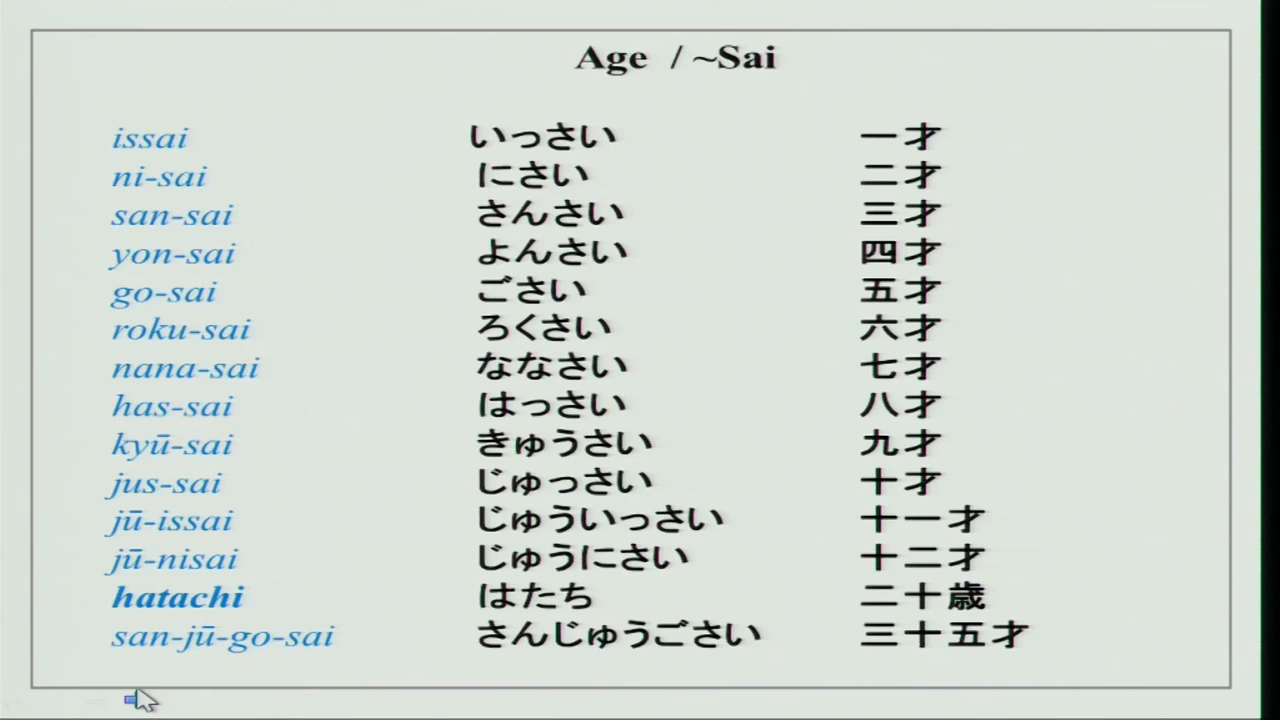 Age / ~Sai
issai いっさい 一才
ni-sai にさい 二才
san-sai さんさい 三才
yon-sai よんさい 四才
go-sai ごさい 五才
roku-sai ろくさい 六才
nana-sai ななさい 七才
has-sai はっさい 八才
kyū-sai きゅうさい 九才
jus-sai じゅっさい 十才
jū-issai じゅういっさい 十一才
jū-nisai じゅうにさい 十二才
hatachi はたち 二十歳
san-jū-go-sai さんじゅうごさい 三十五才